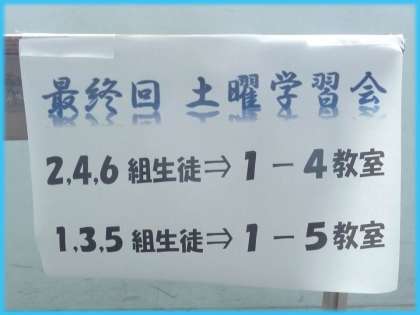 最終回 土曜学習会
2,4,6 組生徒⇒ 1－4教室
1,3,5 組生徒⇒ 1－5教室